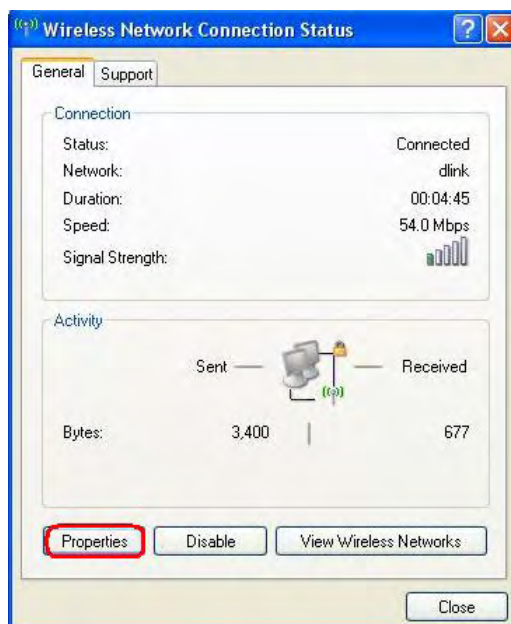 Wireless Network Connection Status
General Support
Connection
Status: Connected
Network: dlink
Duration: 00:04:45
Speed: 54.0 Mbps
Signal Strength:
Activity
Sent Received
Bytes: 3,400 677
Properties Disable View Wireless Networks
Close